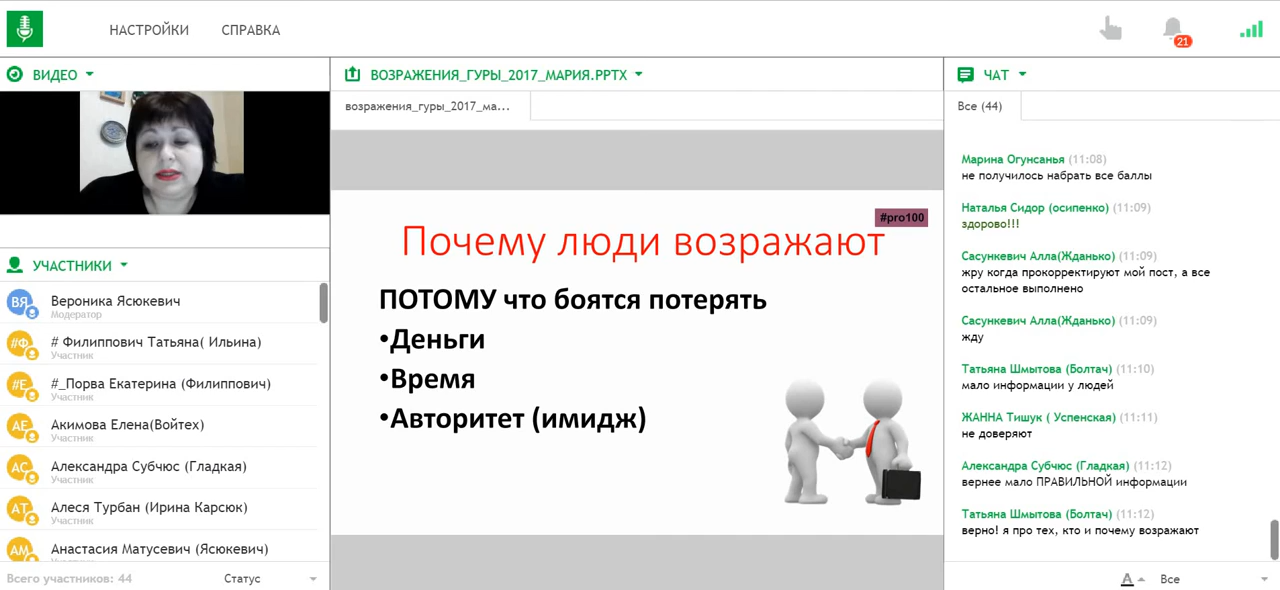 НАСТРОЙКИ
СПРАВКА
21
ВИДЕО
УЧАСТНИКИ
ВЯ
Вероника Ясюкевич
Модератор
#Ф
# Филиппович Татьяна( Ильина)
Участник
#Е
#_Порва Екатерина (Филиппович)
Участник
АЕ
Акимова Елена(Войтех)
Участник
АС
Александра Субчюс (Гладкая)
Участник
АТ
Алеся Турбан (Ирина Карсюк)
Участник
АМ
Анастасия Матусевич (Ясюкевич)
Всего участников: 44
Статус
ВОЗРАЖЕНИЯ_ГУРЫ_2017_МАРИЯ.PPTX
возражения_гуры_2017_ма...
#pro100
Почему люди возражают
ПОТОМУ что боятся потерять
•Деньги
•Время
•Авторитет (имидж)
ЧАТ
Все (44)
Марина Огунсанья (11:08)
не получилось набрать все баллы
Наталья Сидор (осипенко) (11:09)
здорово!!!
Сасункевич Алла(Жданько) (11:09)
жру когда прокорректируют мой пост, а все
остальное выполнено
Сасункевич Алла(Жданько) (11:09)
жду
Татьяна Шмытова (Болтач) (11:10)
мало информации у людей
ЖАННА Тишук ( Успенская) (11:11)
не доверяют
Александра Субчюс (Гладкая) (11:12)
вернее мало ПРАВИЛЬНОЙ информации
Татьяна Шмытова (Болтач) (11:12)
верно! я про тех, кто и почему возражают
A
Все